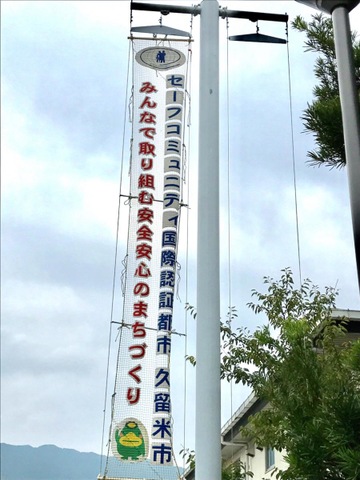 セーフコミュニティ国際認証都市 久留米市
みんなで取り組む安全安心のまちづくり